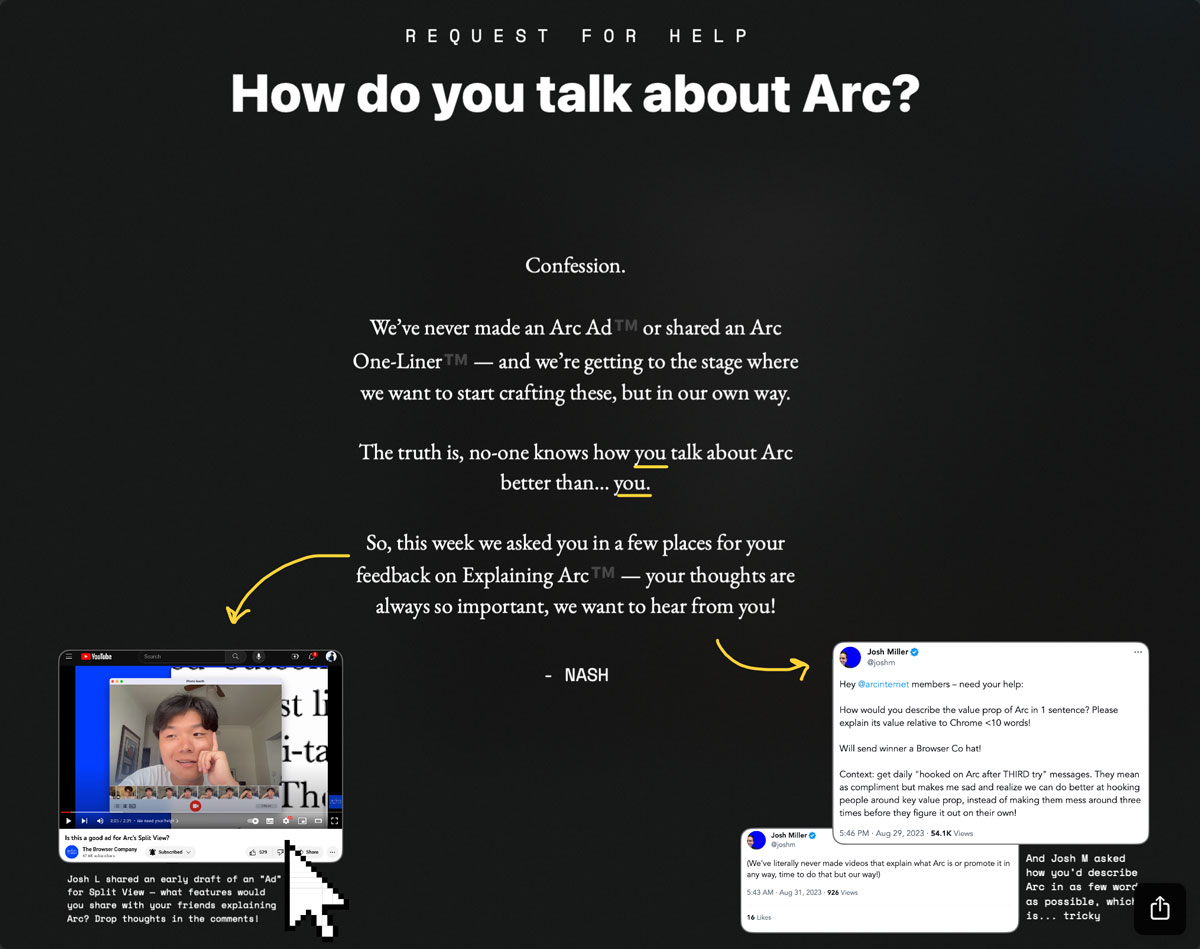 REQUEST FOR HELP
How do you talk about Arc?
Confession.
We’ve never made an Arc Ad™ or shared an Arc
One-Liner™ — and we’re getting to the stage where
we want to start crafting these, but in our own way.
The truth is, no-one knows how you talk about Arc
better than... you.
So, this week we asked you in a few places for your
feedback on Explaining Arc™ — your thoughts are
always so important, we want to hear from you!
- NASH
YouTube
Search
st li
i-ta
The
We need your help!
Is this a good ad for Arc's Split View?
The Browser Company
Subscribed
529
Share
Josh L shared an early draft of an "Ad"
for Split View — what features would
you share with your friends explaining
Arc? Drop thoughts in the comments!
Josh Miller
@joshm
Hey @arcinternet members – need your help:
How would you describe the value prop of Arc in 1 sentence? Please
explain its value relative to Chrome <10 words!
Will send winner a Browser Co hat!
Context: get daily "hooked on Arc after THIRD try" messages. They mean
as compliment but makes me sad and realize we can do better at hooking
people around key value prop, instead of making them mess around three
times before they figure it out on their own!
5:46 PM · Aug 29, 2023 · 54.1K Views
Josh Miller
@joshm
(We've literally never made videos that explain what Arc is or promote it in
any way, time to do that but our way!)
5:43 AM · Aug 31, 2023 · 926 Views
16 Likes
And Josh M asked
how you'd describe
Arc in as few word
as possible, which
is... tricky